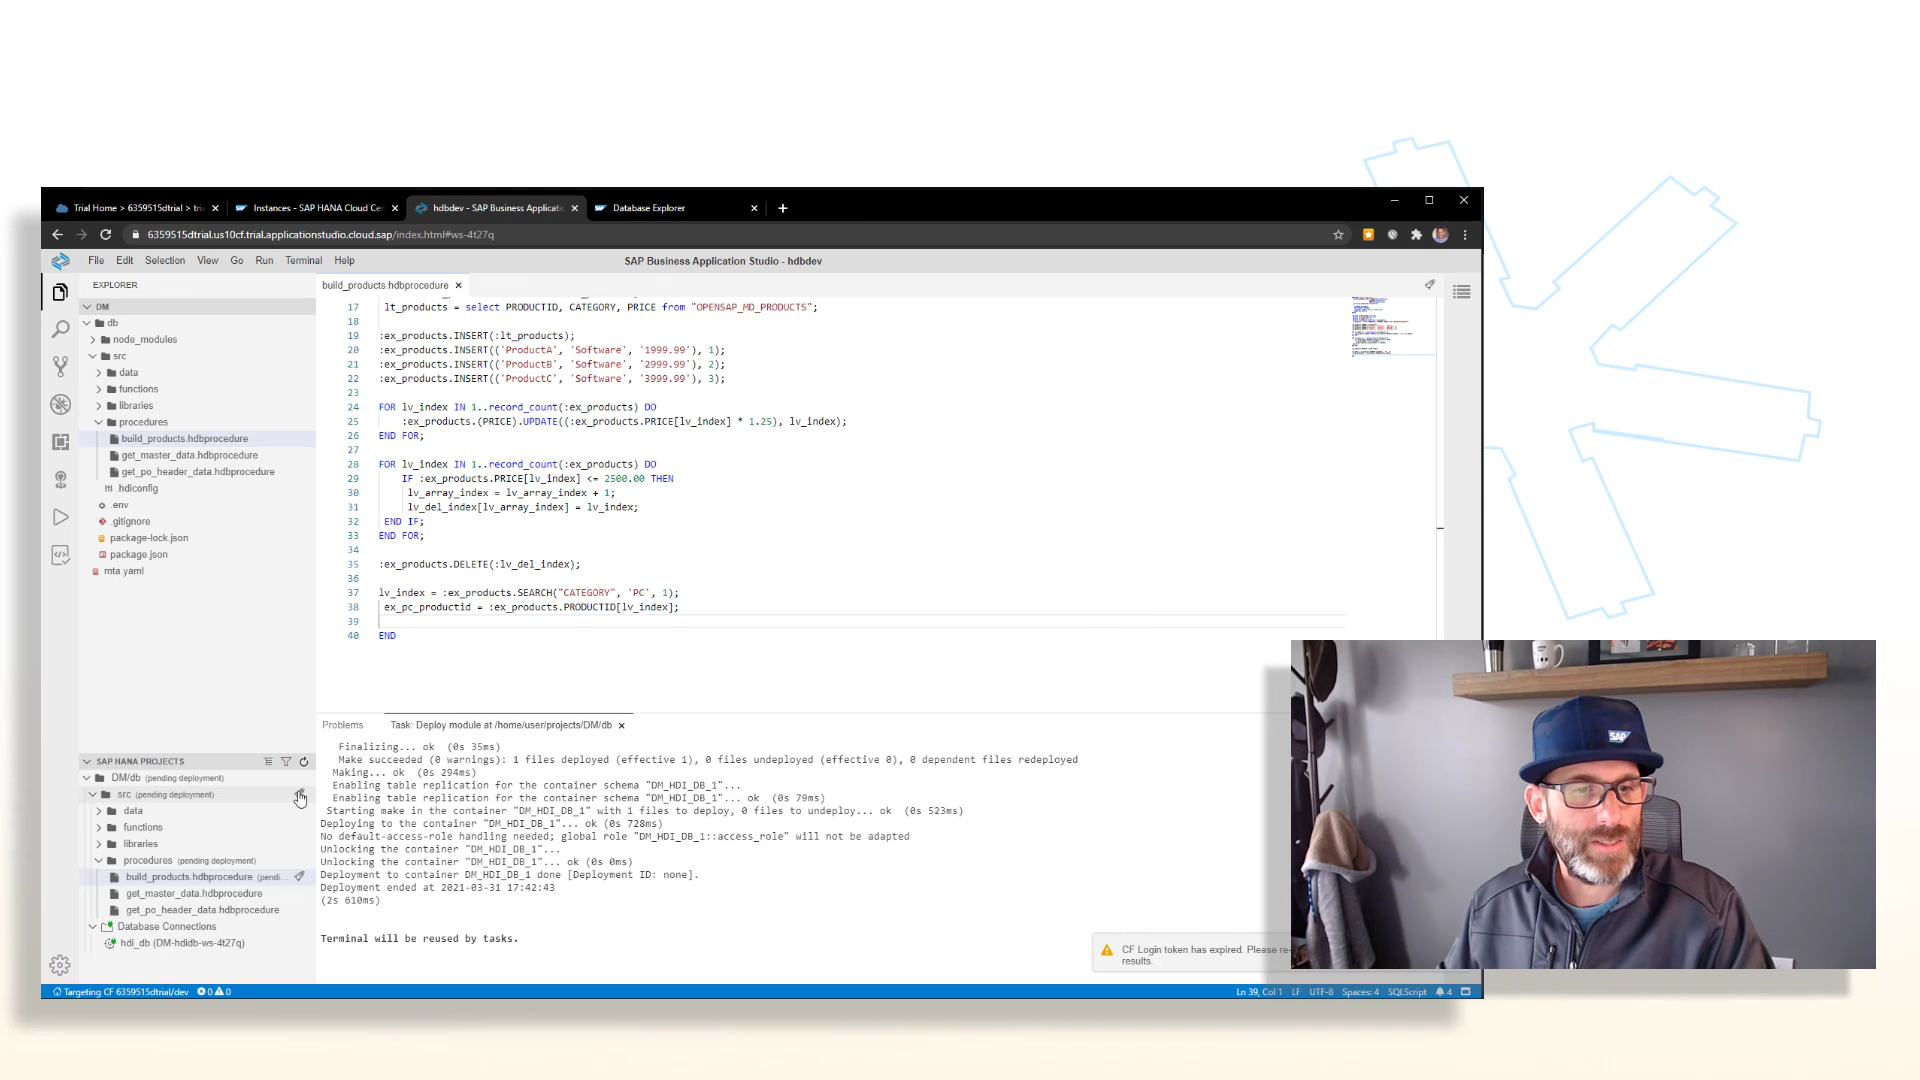 Trial Home > 6359515dtrial > tri
Instances - SAP HANA Cloud Ce
hdbdev - SAP Business Applicati
Database Explorer
6359515dtrial.us10cf.trial.applicationstudio.cloud.sap/index.html#ws-4t27q
File Edit Selection View Go Run Terminal Help
SAP Business Application Studio - hdbdev
EXPLORER
DM
db
node_modules
src
data
functions
libraries
procedures
build_products.hdbprocedure
get_master_data.hdbprocedure
get_po_header_data.hdbprocedure
.hdiconfig
.env
.gitignore
package-lock.json
package.json
mta.yaml
build_products.hdbprocedure
17 lt_products = select PRODUCTID, CATEGORY, PRICE from "OPENSAP_MD_PRODUCTS";
18
19 :ex_products.INSERT(:lt_products);
20 :ex_products.INSERT(('ProductA', 'Software', '1999.99'), 1);
21 :ex_products.INSERT(('ProductB', 'Software', '2999.99'), 2);
22 :ex_products.INSERT(('ProductC', 'Software', '3999.99'), 3);
23
24 FOR lv_index IN 1..record_count(:ex_products) DO
25 :ex_products.(PRICE).UPDATE((:ex_products.PRICE[lv_index] * 1.25), lv_index);
26 END FOR;
27
28 FOR lv_index IN 1..record_count(:ex_products) DO
29 IF :ex_products.PRICE[lv_index] <= 2500.00 THEN
30 lv_array_index = lv_array_index + 1;
31 lv_del_index[lv_array_index] = lv_index;
32 END IF;
33 END FOR;
34
35 :ex_products.DELETE(:lv_del_index);
36
37 lv_index = :ex_products.SEARCH("CATEGORY", 'PC', 1);
38 ex_pc_productid = :ex_products.PRODUCTID[lv_index];
39
40 END
SAP HANA PROJECTS
DM/db (pending deployment)
src (pending deployment)
data
functions
libraries
procedures (pending deployment)
build_products.hdbprocedure (pendi...
get_master_data.hdbprocedure
get_po_header_data.hdbprocedure
Database Connections
hdi_db (DM-hdidb-ws-4t27q)
Problems Task: Deploy module at /home/user/projects/DM/db
Finalizing... ok (0s 35ms)
Make succeeded (0 warnings): 1 files deployed (effective 1), 0 files undeployed (effective 0), 0 dependent files redeployed
Making... ok (0s 294ms)
Enabling table replication for the container schema "DM_HDI_DB_1"...
Enabling table replication for the container schema "DM_HDI_DB_1"... ok (0s 79ms)
Starting make in the container "DM_HDI_DB_1" with 1 files to deploy, 0 files to undeploy... ok (0s 523ms)
Deploying to the container "DM_HDI_DB_1"... ok (0s 728ms)
No default-access-role handling needed; global role "DM_HDI_DB_1::access_role" will not be adapted
Unlocking the container "DM_HDI_DB_1"...
Unlocking the container "DM_HDI_DB_1"... ok (0s 0ms)
Deployment to container DM_HDI_DB_1 done [Deployment ID: none].
Deployment ended at 2021-03-31 17:42:43
(2s 610ms)
Terminal will be reused by tasks.
CF Login token has expired. Please re-
results.
Targeting CF 6359515dtrial/dev 0 0
Ln 39, Col 1 LF UTF-8 Spaces: 4 SQLScript 4
SAP